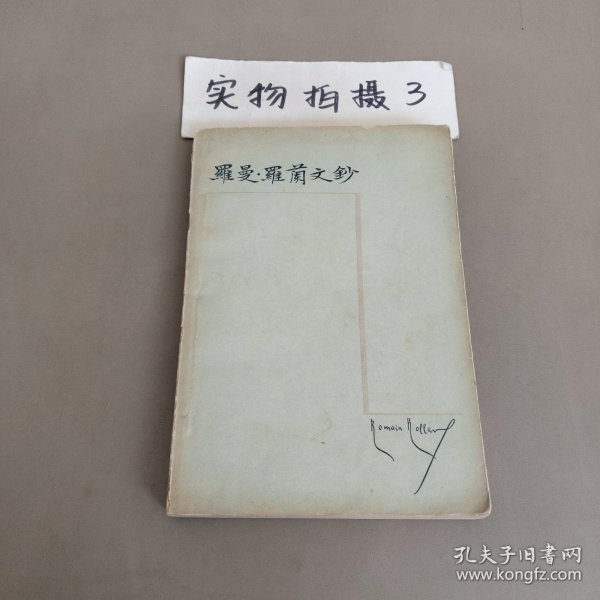 实物拍摄3
羅曼·羅蘭文鈔
Romain Rolland
孔夫子旧书网
www.kongfz.com